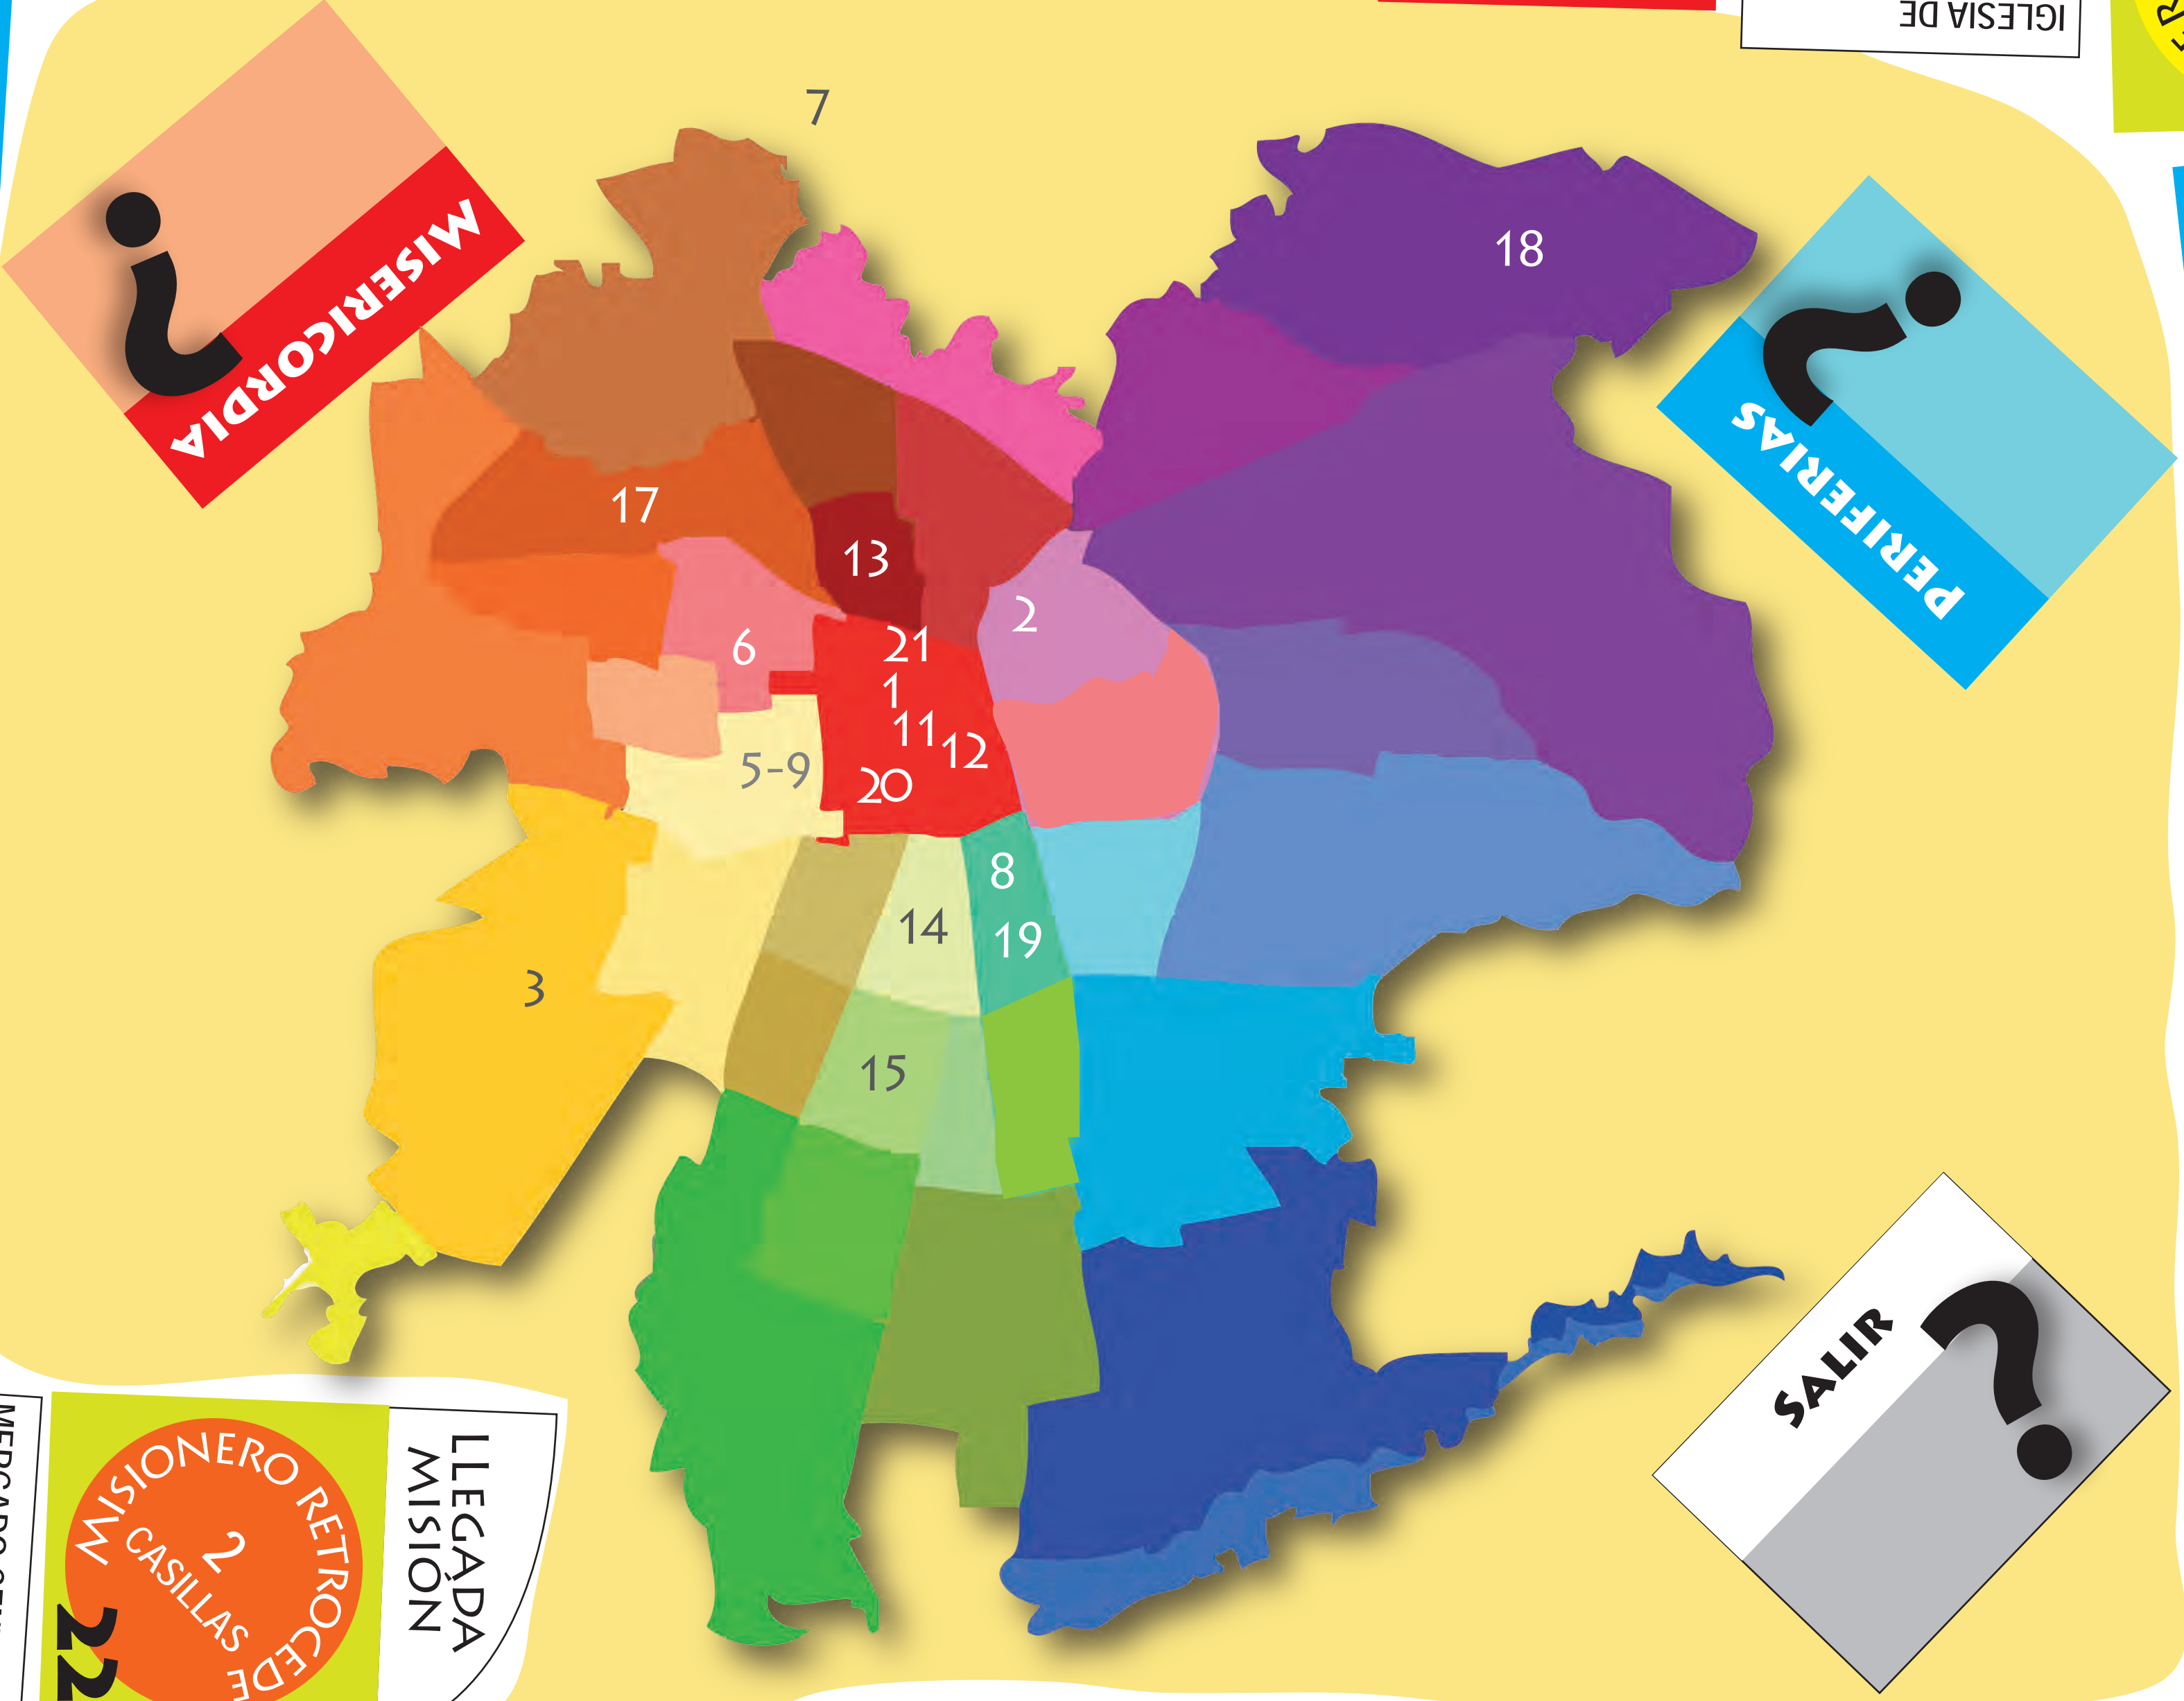 IGLESIA DE
7
¿
MISERICORDIA
18
¿
PERIFERIAS
17
13
2
6
21
1
11
12
5-9
20
8
14
19
3
15
SALIR
?
MISIONERO RETROCEDE
2
CASILLAS
22
LLEGADA
MISIÓN